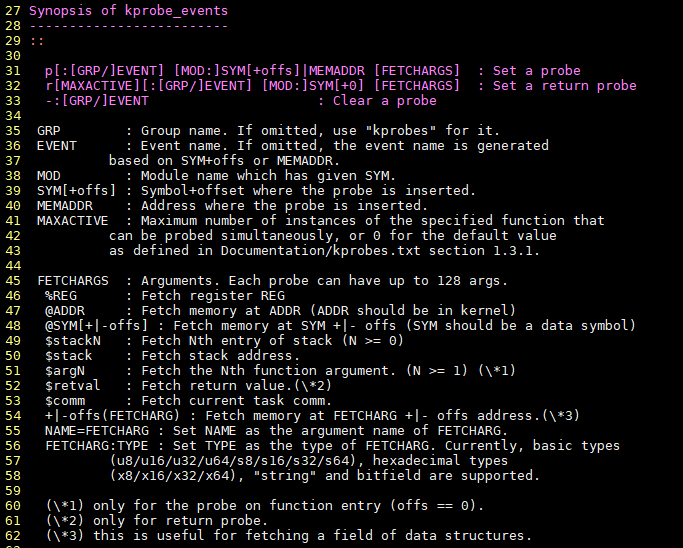 27 Synopsis of kprobe_events
28 -------------------------
29 ::
30
31   p[:[GRP/]EVENT] [MOD:]SYM[+offs]|MEMADDR [FETCHARGS]  : Set a probe
32   r[MAXACTIVE][:[GRP/]EVENT] [MOD:]SYM[+0] [FETCHARGS]  : Set a return probe
33   -:[GRP/]EVENT                     : Clear a probe
34
35  GRP        : Group name. If omitted, use "kprobes" for it.
36  EVENT      : Event name. If omitted, the event name is generated
37           based on SYM+offs or MEMADDR.
38  MOD        : Module name which has given SYM.
39  SYM[+offs] : Symbol+offset where the probe is inserted.
40  MEMADDR    : Address where the probe is inserted.
41  MAXACTIVE  : Maximum number of instances of the specified function that
42           can be probed simultaneously, or 0 for the default value
43           as defined in Documentation/kprobes.txt section 1.3.1.
44
45  FETCHARGS  : Arguments. Each probe can have up to 128 args.
46   %REG      : Fetch register REG
47   @ADDR     : Fetch memory at ADDR (ADDR should be in kernel)
48   @SYM[+|-offs] : Fetch memory at SYM +|- offs (SYM should be a data symbol)
49   $stackN   : Fetch Nth entry of stack (N >= 0)
50   $stack    : Fetch stack address.
51   $argN     : Fetch the Nth function argument. (N >= 1) (\*1)
52   $retval   : Fetch return value.(\*2)
53   $comm     : Fetch current task comm.
54   +|-offs(FETCHARG) : Fetch memory at FETCHARG +|- offs address.(\*3)
55   NAME=FETCHARG : Set NAME as the argument name of FETCHARG.
56   FETCHARG:TYPE : Set TYPE as the type of FETCHARG. Currently, basic types
57           (u8/u16/u32/u64/s8/s16/s32/s64), hexadecimal types
58           (x8/x16/x32/x64), "string" and bitfield are supported.
59
60   (\*1) only for the probe on function entry (offs == 0).
61   (\*2) only for return probe.
62   (\*3) this is useful for fetching a field of data structures.